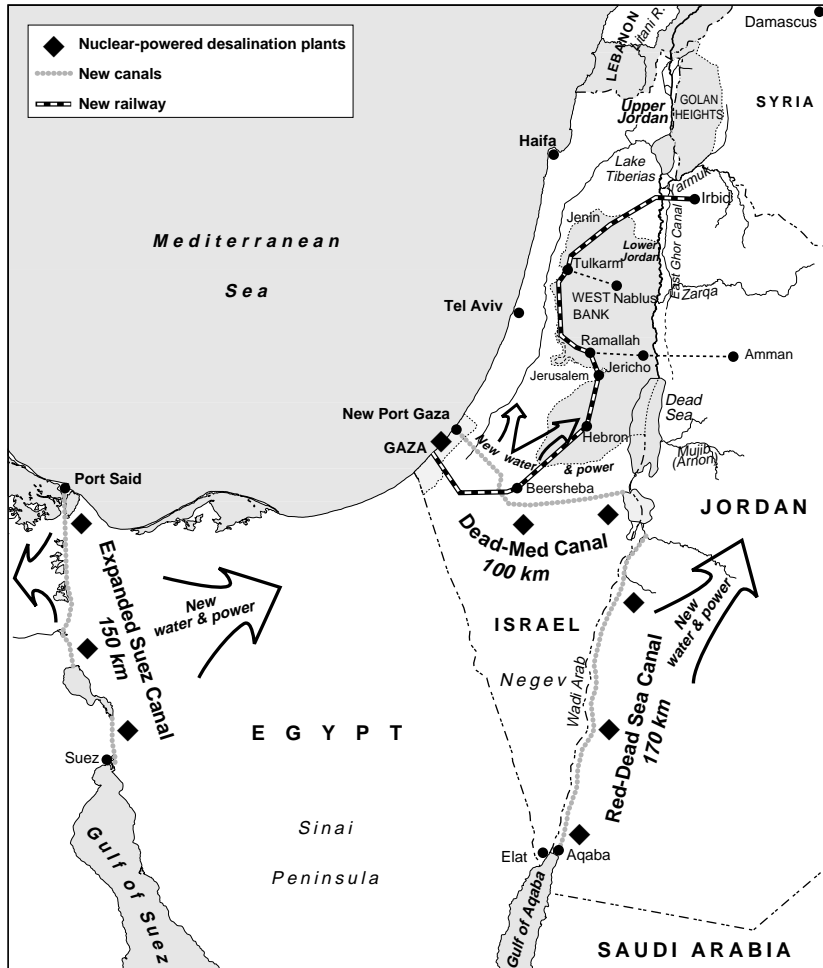 Nuclear-powered desalination plants
New canals
New railway
LEBANON
Litani R.
Damascus
Upper
Jordan
GOLAN
HEIGHTS
SYRIA
Haifa
Lake
Tiberias
Yarmuk
Irbid
Mediterranean
Sea
Jenin
Lower
Jordan
East Ghor Canal
Tulkarm
WEST
BANK
Nablus
Zarqa
Tel Aviv
Ramallah
Jericho
Amman
Jerusalem
Dead
Sea
New Port Gaza
GAZA
New water & power
Hebron
Mujib
(Arnon)
Port Said
Beersheba
JORDAN
Dead-Med Canal
100 km
Expanded Suez Canal
150 km
New
water & power
New
water & power
ISRAEL
Negev
Wadi Arab
Red-Dead Sea Canal
170 km
EGYPT
Suez
Sinai
Peninsula
Gulf of Suez
Elat
Aqaba
Gulf of Aqaba
SAUDI ARABIA